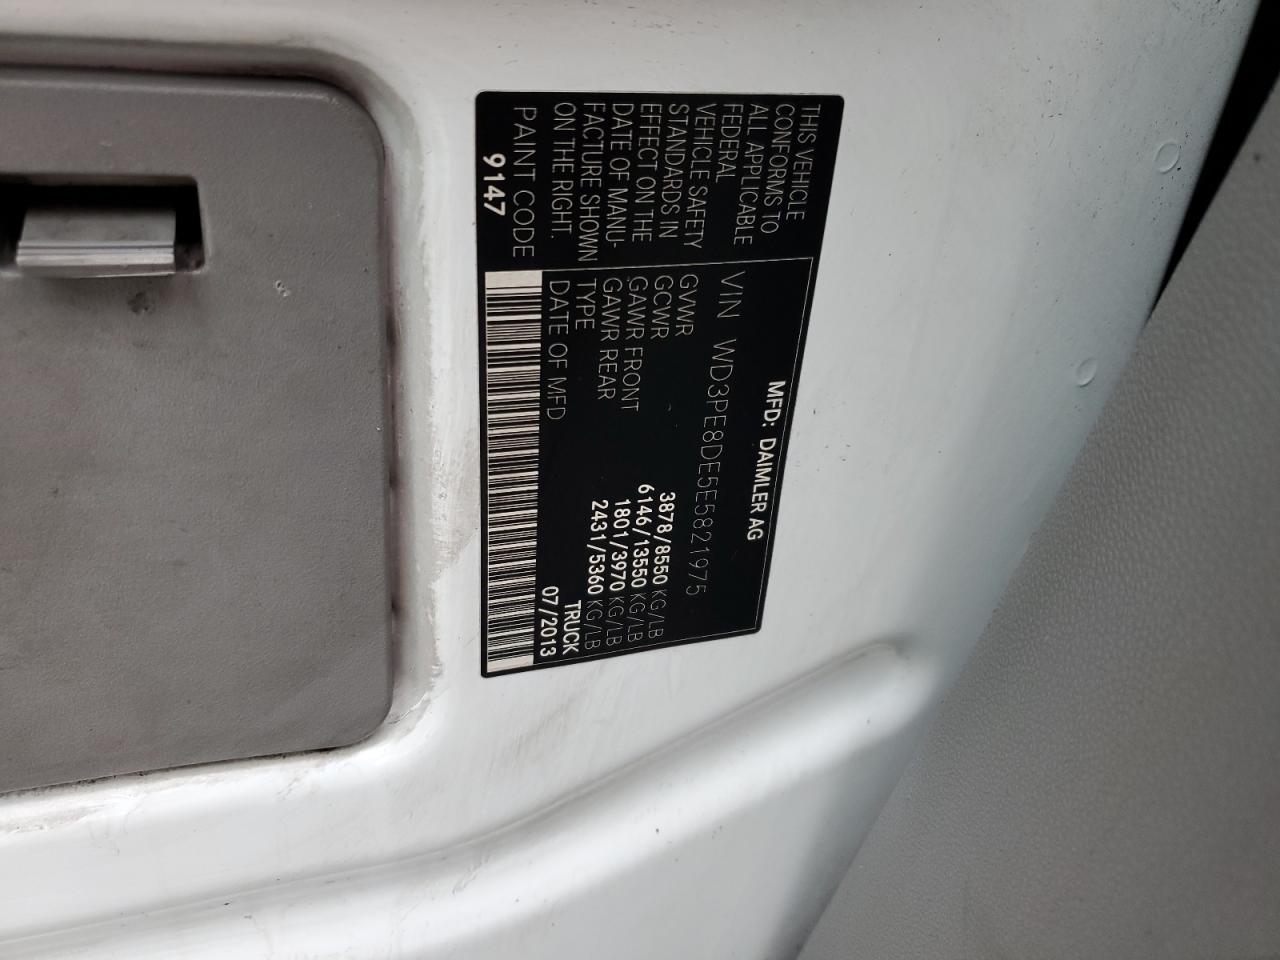 THIS VEHICLE
CONFORMS TO
ALL APPLICABLE
FEDERAL
VEHICLE SAFETY
STANDARDS IN
EFFECT ON THE
DATE OF MANU-
FACTURE SHOWN
ON THE RIGHT.
PAINT CODE
9147
MFD: DAIMLER AG
VIN WD3PE8DE5E5821975
GVWR 3878/8550 KG/LB
GCWR 6146/13550 KG/LB
GAWR FRONT 1801/3970 KG/LB
GAWR REAR 2431/5360 KG/LB
TYPE TRUCK
DATE OF MFD 07/2013